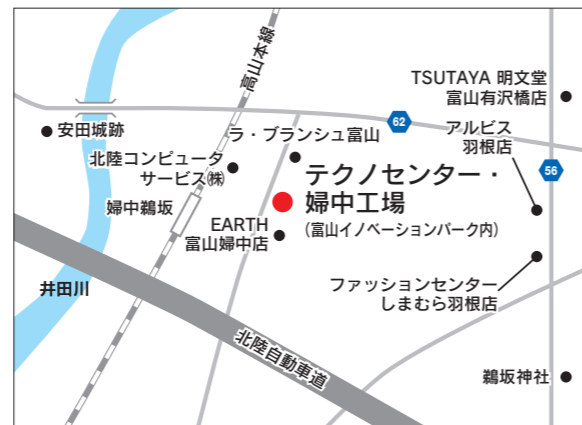 高山本線
TSUTAYA 明文堂
富山有沢橋店
62
安田城跡
ラ・ブランシュ富山
アルビス
羽根店
北陸コンピュータ
サービス㈱
56
テクノセンター・
婦中工場
(富山イノベーションパーク内)
婦中鵜坂
EARTH
富山婦中店
井田川
ファッションセンター
しまむら羽根店
北陸自動車道
鵜坂神社